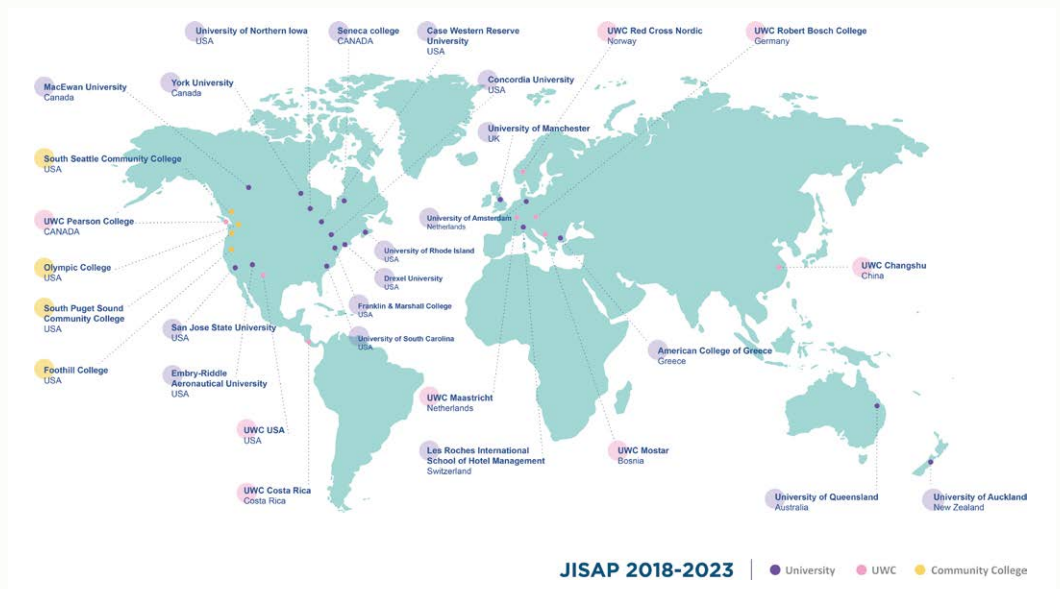 University of Northern Iowa
USA
Seneca college
CANADA
Case Western Reserve
University
USA
UWC Red Cross Nordic
Norway
UWC Robert Bosch College
Germany
MacEwan University
Canada
York University
Canada
Concordia University
USA
University of Manchester
UK
South Seattle Community College
USA
UWC Pearson College
CANADA
University of Amsterdam
Netherlands
University of Rhode Island
USA
Olympic College
USA
Drexel University
USA
UWC Changshu
China
South Puget Sound
Community College
USA
Franklin & Marshall College
USA
San Jose State University
USA
University of South Carolina
USA
American College of Greece
Greece
Foothill College
USA
Embry-Riddle
Aeronautical University
USA
UWC Maastricht
Netherlands
UWC USA
USA
Les Roches International
School of Hotel Management
Switzerland
UWC Mostar
Bosnia
UWC Costa Rica
Costa Rica
University of Queensland
Australia
University of Auckland
New Zealand
JISAP 2018-2023
University
UWC
Community College